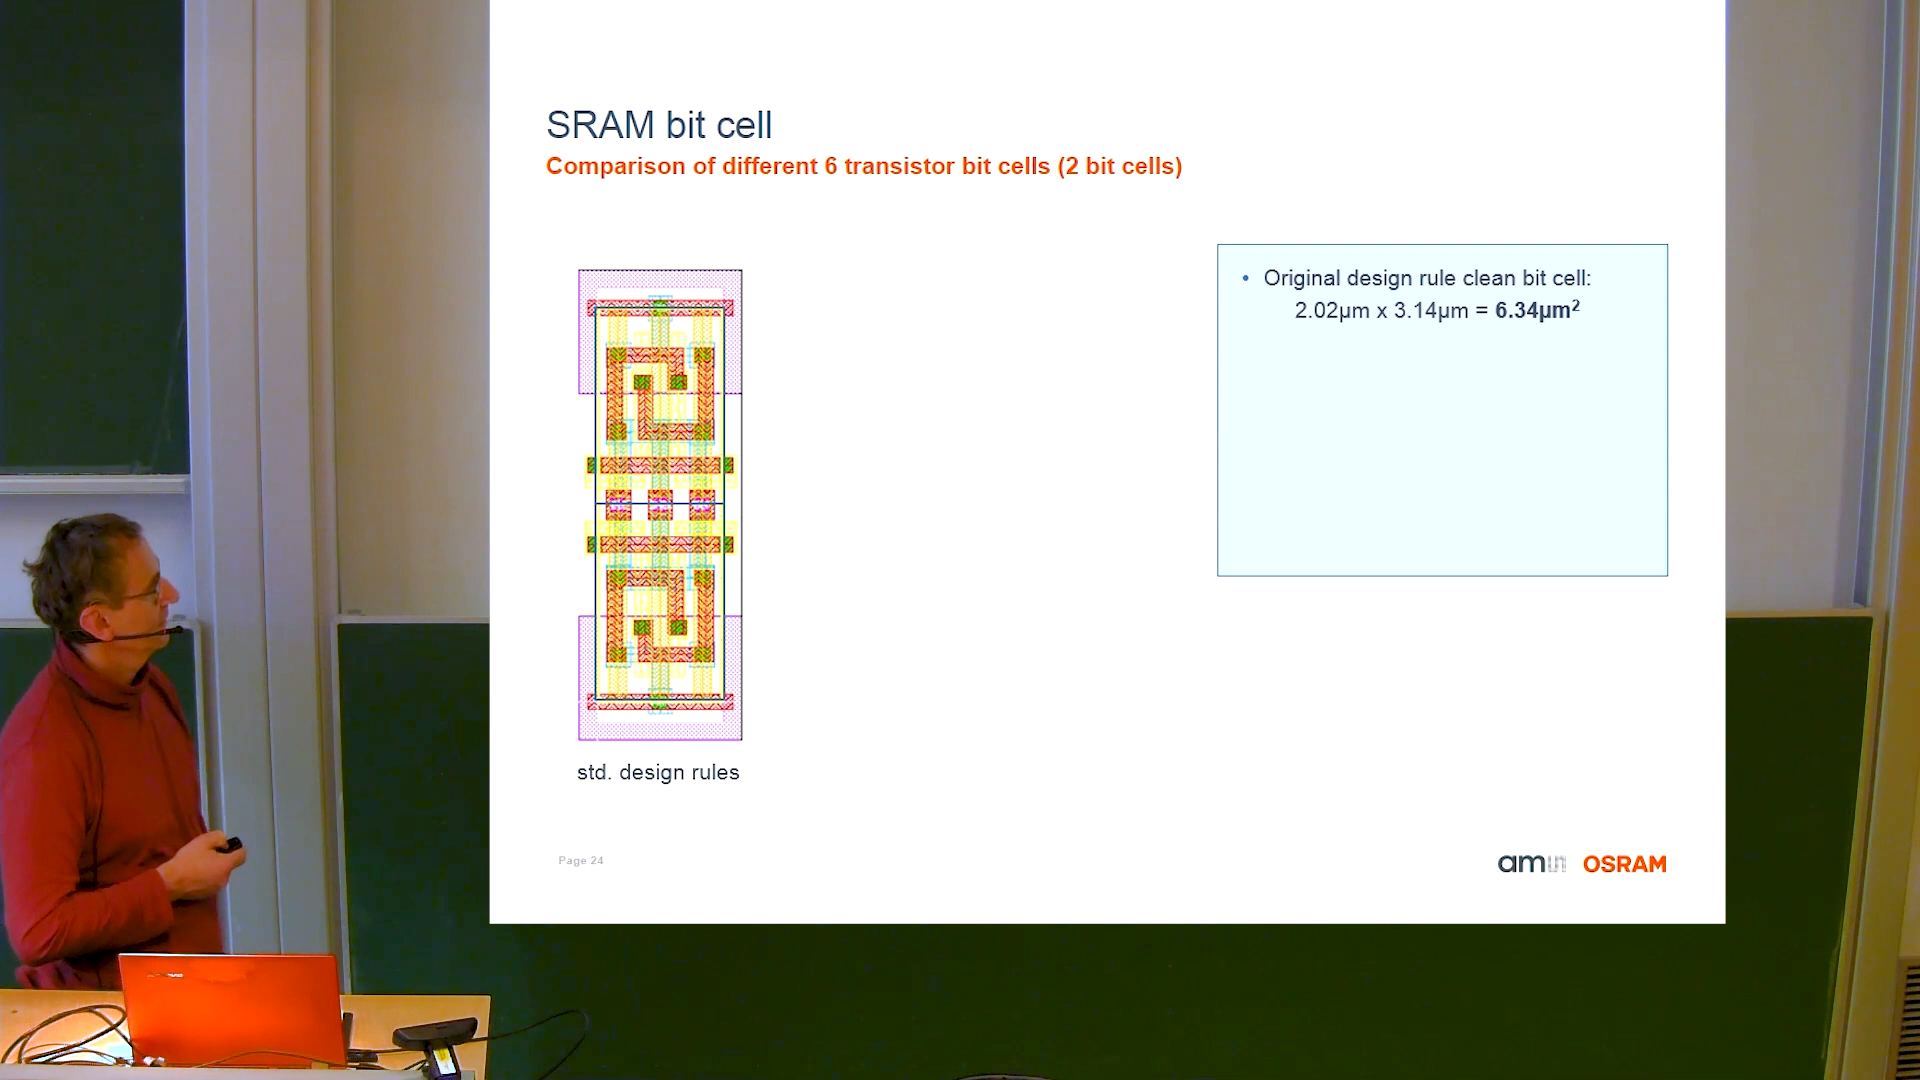 SRAM bit cell
Comparison of different 6 transistor bit cells (2 bit cells)
• Original design rule clean bit cell:
2.02µm x 3.14µm = 6.34µm²
std. design rules
Page 24
am OSRAM